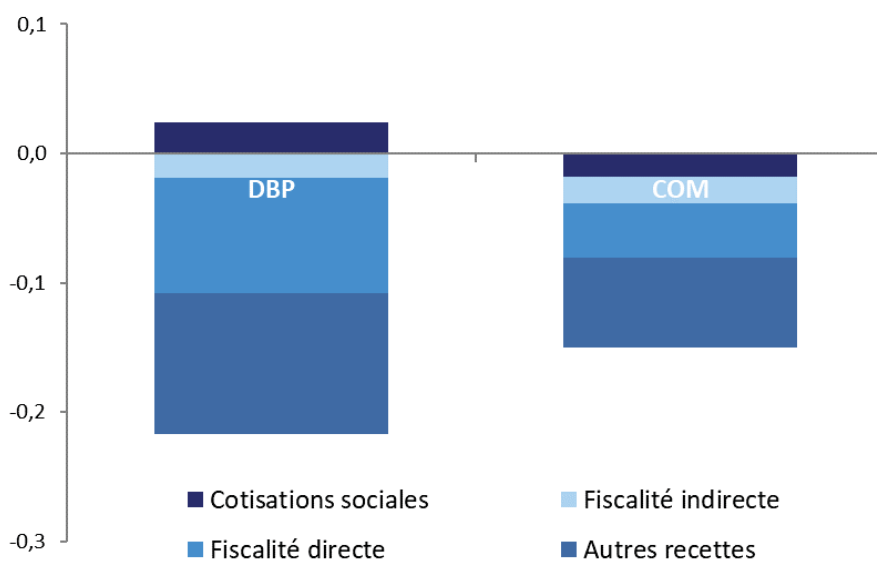 0,1
0,0
DBP
COM
-0,1
-0,2
Cotisations sociales
Fiscalité indirecte
Fiscalité directe
Autres recettes
-0,3